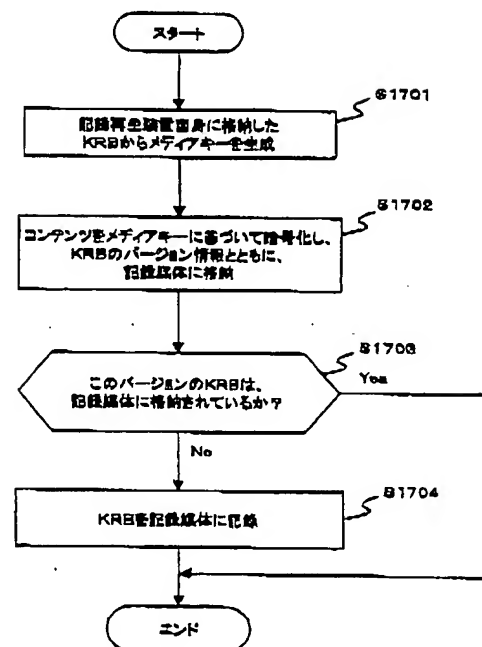 スタート
S1701
記録再生装置自身に格納した
KRBからメディアキーを生成
S1702
コンテンツをメディアキーに基づいて暗号化し、
KRBのバージョン情報とともに、
記録媒体に格納
S1703
このバージョンのKRBは、
記録媒体に格納されているか?
Yes
No
S1704
KRBを記録媒体に記録
エンド